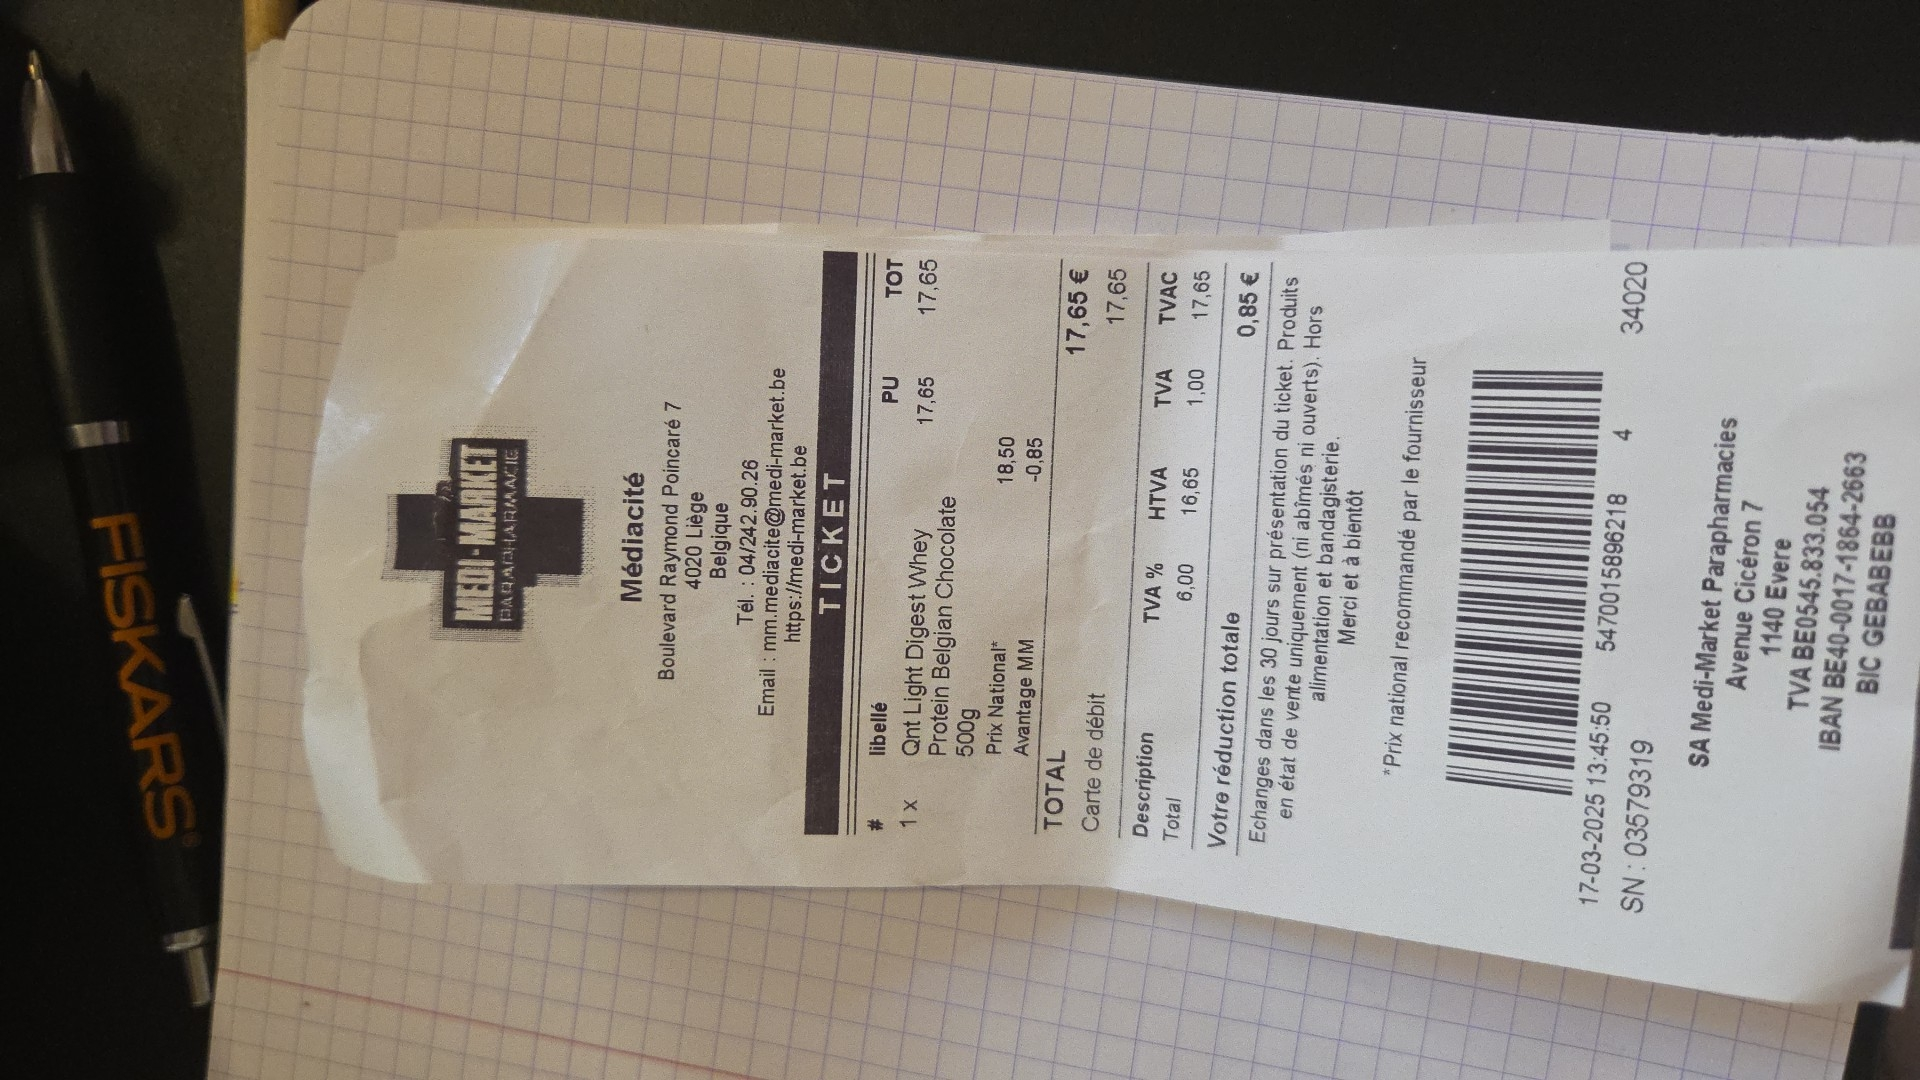 FISKARS®
MEDI-MARKET
PARAPHARMACIE
Médiacité
Boulevard Raymond Poincaré 7
4020 Liège
Belgique
Tél. : 04/242.90.26
Email : mm.mediacite@medi-market.be
https://medi-market.be
TICKET
# libellé PU TOT
1 x Qnt Light Digest Whey 17,65 17,65
Protein Belgian Chocolate
500g
Prix National* 18,50
Avantage MM -0,85
TOTAL 17,65 €
Carte de débit 17,65
Description TVA % HTVA TVA TVAC
Total 6,00 16,65 1,00 17,65
Votre réduction totale 0,85 €
Echanges dans les 30 jours sur présentation du ticket. Produits
en état de vente uniquement (ni abîmés ni ouverts). Hors
alimentation et bandagisterie.
Merci et à bientôt
*Prix national recommandé par le fournisseur
17-03-2025 13:45:50 5470015896218 4 34020
SN : 03579319
SA Medi-Market Parapharmacies
Avenue Cicéron 7
1140 Evere
TVA BE0545.833.054
IBAN BE40-0017-1864-2663
BIC GEBABEBB